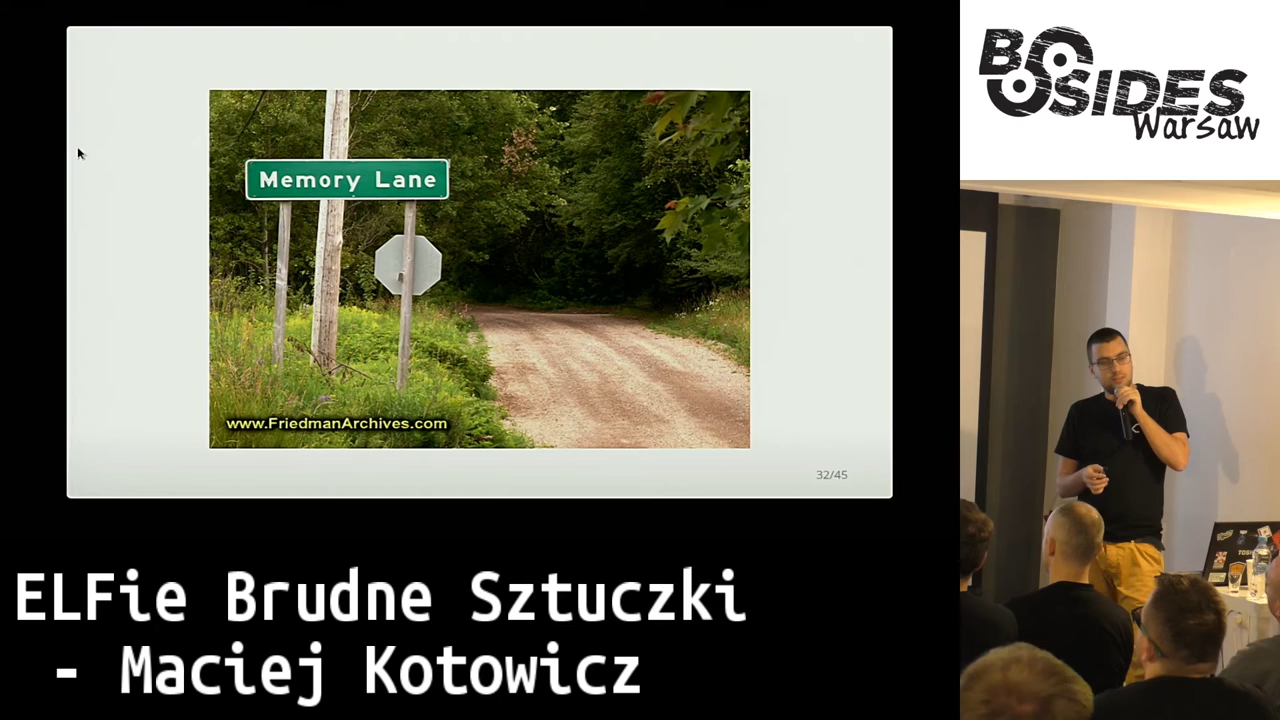 Memory Lane
www.FriedmanArchives.com
32/45
BSIDES
Warsaw
ELFie Brudne Sztuczki
- Maciej Kotowicz